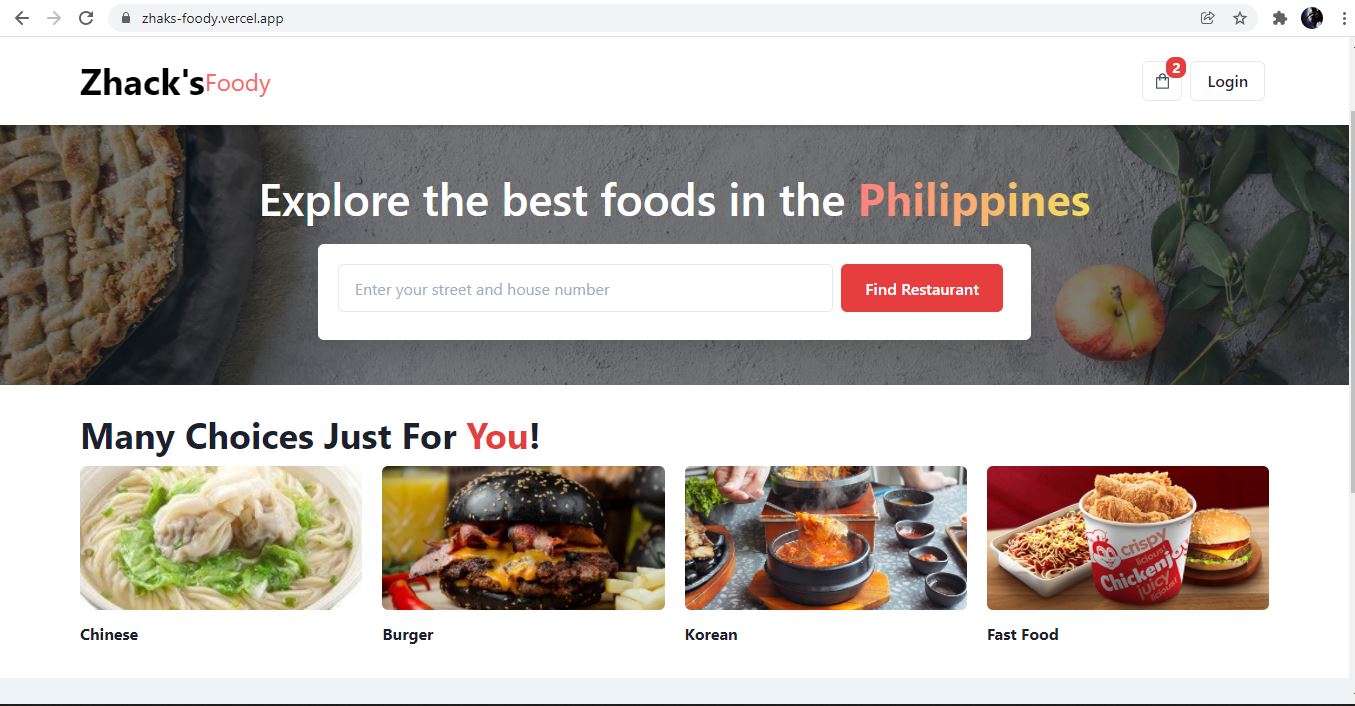 zhaks-foody.vercel.app
Zhack'sFoody
2
Login
Explore the best foods in the Philippines
Enter your street and house number
Find Restaurant
Many Choices Just For You!
crispy
licious
Chickenj
juicy
licious!
Chinese
Burger
Korean
Fast Food